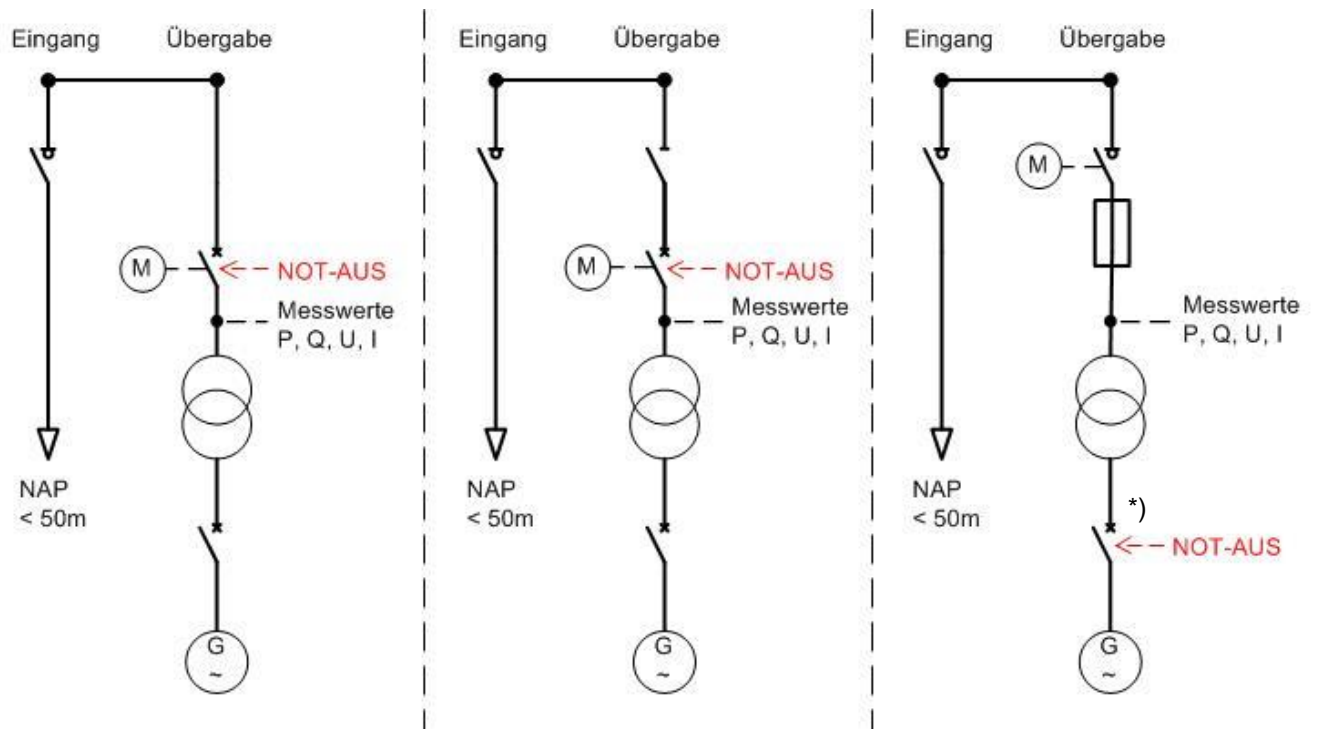 Eingang Übergabe
M
NOT-AUS
Messwerte
P, Q, U, I
NAP
< 50m
G
~
Eingang Übergabe
M
NOT-AUS
Messwerte
P, Q, U, I
NAP
< 50m
G
~
Eingang Übergabe
M
Messwerte
P, Q, U, I
NAP
< 50m
*)
NOT-AUS
G
~